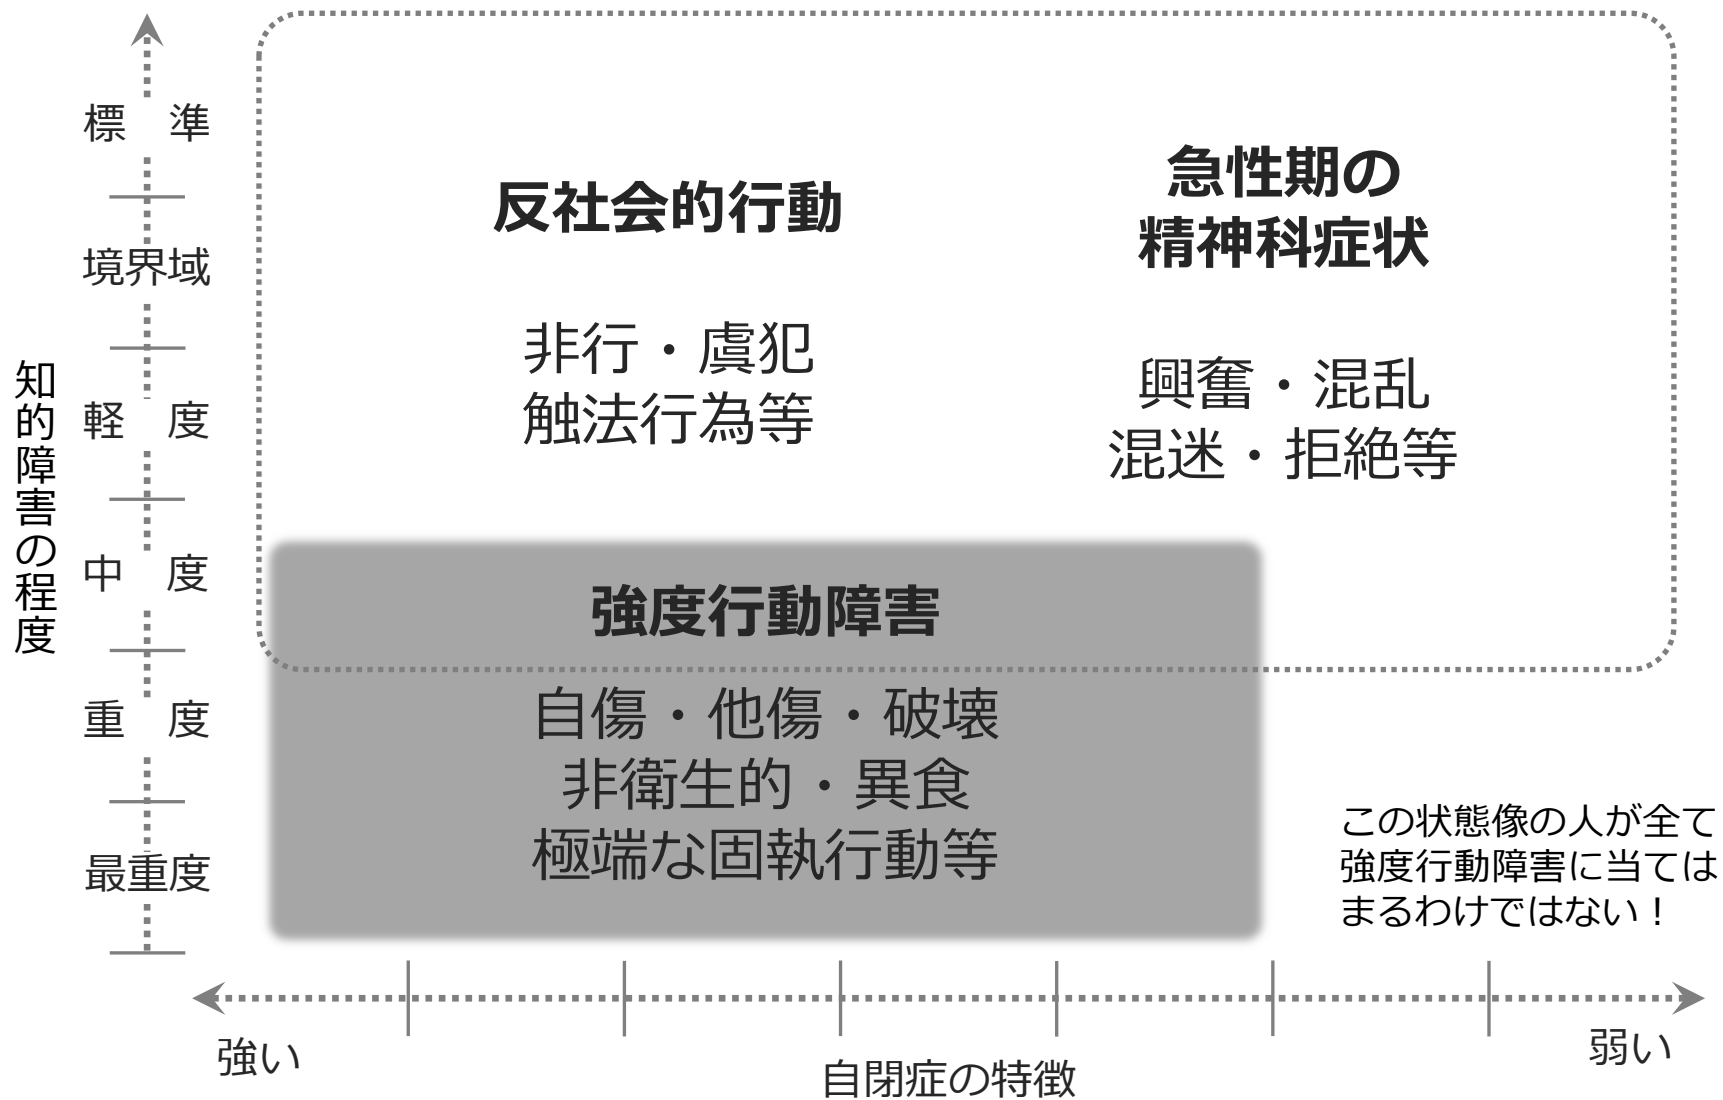 知的障害の程度
標　準
境界域
軽　度
中　度
重　度
最重度
反社会的行動
非行・虞犯
触法行為等
急性期の
精神科症状
興奮・混乱
混迷・拒絶等
強度行動障害
自傷・他傷・破壊
非衛生的・異食
極端な固執行動等
この状態像の人が全て
強度行動障害に当ては
まるわけではない！
強い
自閉症の特徴
弱い